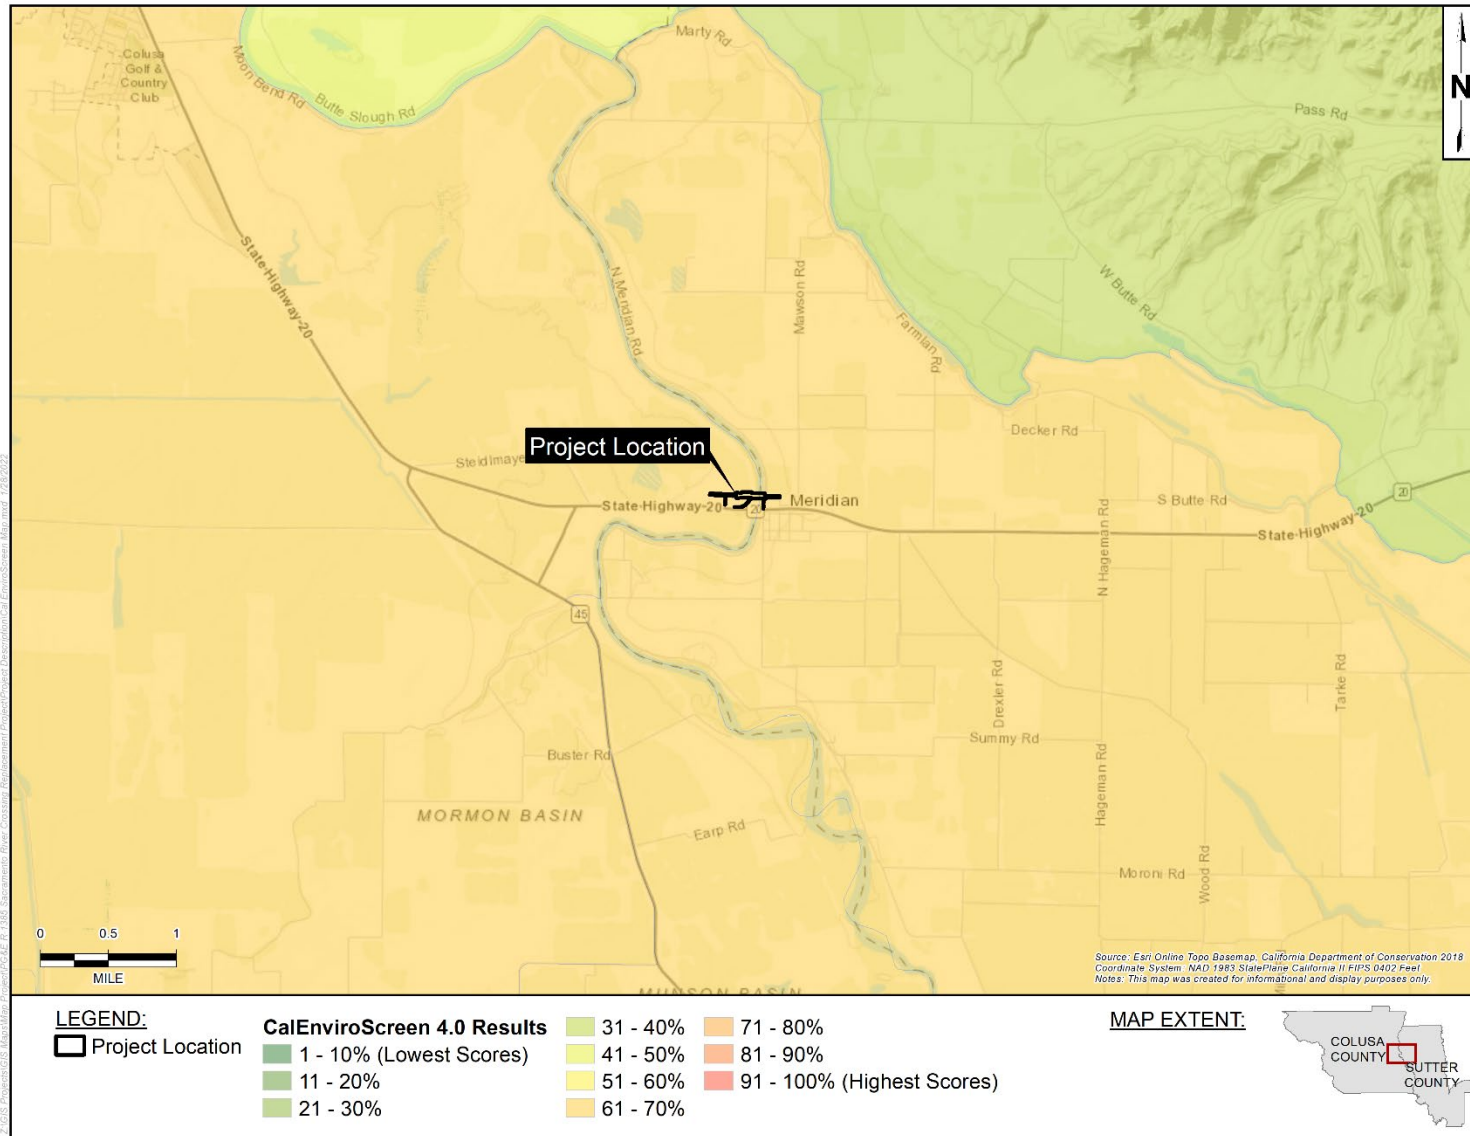 Marty Rd
N
Colusa
Golf &
Country
Club
Moon Bend Rd
Butte Slough Rd
Pass Rd
State Highway 20
N Meridian Rd
Mawson Rd
W Butte Rd
Farmlan Rd
Decker Rd
Project Location
Steidlmaye
State Highway 20
20
Meridian
S Butte Rd
20
State Highway 20
N Hageman Rd
45
Drexler Rd
Tarke Rd
Summy Rd
Buster Rd
Hageman Rd
MORMON BASIN
Earp Rd
Moroni Rd
Wood Rd
0 0.5 1
MILE
MUNSON BASIN
Source: Esri Online Topo Basemap, California Department of Conservation 2018
Coordinate System: NAD 1983 StatePlane California II FIPS 0402 Feet
Notes: This map was created for informational and display purposes only.
LEGEND:
Project Location
CalEnviroScreen 4.0 Results
1 - 10% (Lowest Scores)
11 - 20%
21 - 30%
31 - 40%
41 - 50%
51 - 60%
61 - 70%
71 - 80%
81 - 90%
91 - 100% (Highest Scores)
MAP EXTENT:
COLUSA
COUNTY
SUTTER
COUNTY